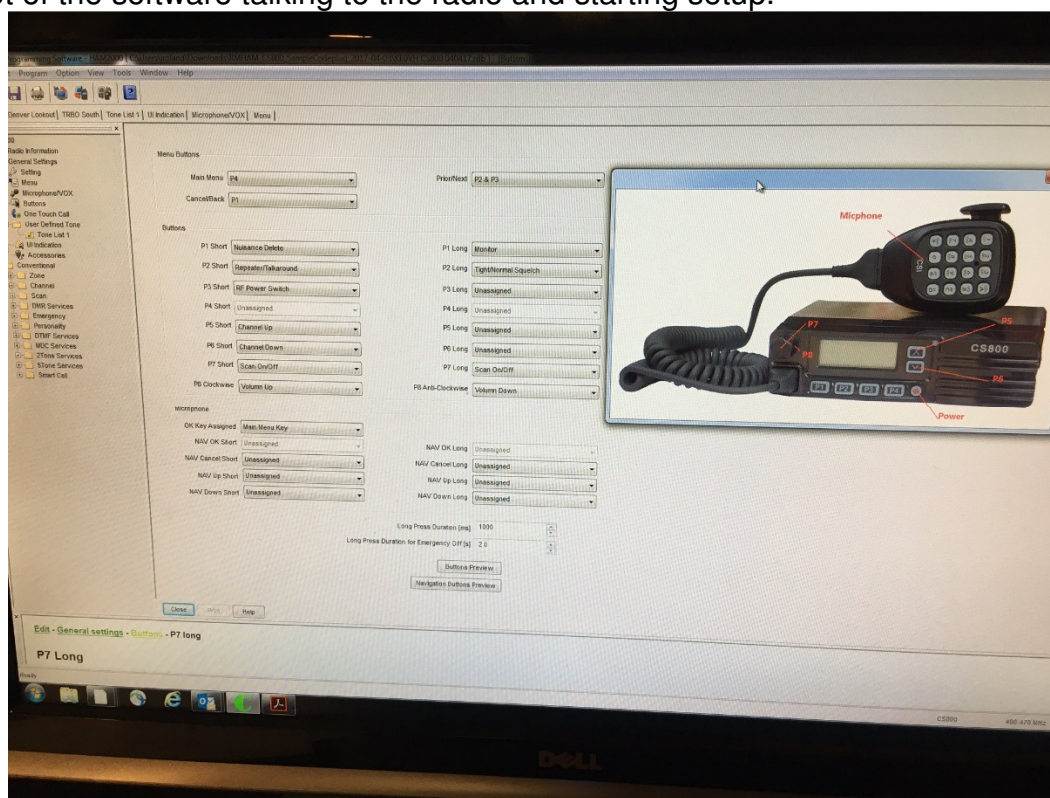 t of the software talking to the radio and starting setup.
Programming Software - HAM
Program Option View Tools Window Help
Deaver Lookout TRBO South Tone List 1 UI Indication Microphone/VOX Menu
Radio Information
General Settings
Setting
Menu
Microphone/VOX
Buttons
One Touch Call
User Defined Tone
Tone List 1
UI Indication
Accessories
Conventional
Zone
Channel
Scan
DMR Services
Emergency
Personality
DTMF Services
MDC Services
2Tone Services
5Tone Services
Smart Call
Menu Buttons
Main Menu P4 Prior/Next P2 & P3
Cancel/Back P1
Buttons
P1 Short Nuisance Delete P1 Long Monitor
P2 Short Repeater/Talkaround P2 Long Tight/Normal Squelch
P3 Short RF Power Switch P3 Long Unassigned
P4 Short Unassigned P4 Long Unassigned
P5 Short Channel Up P5 Long Unassigned
P6 Short Channel Down P6 Long Unassigned
P7 Short Scan On/Off P7 Long Scan On/Off
P8 Clockwise Volumn Up P8 Anti-Clockwise Volumn Down
Microphone
OK Key Assigned Main Menu Key
NAV OK Short Unassigned NAV OK Long Unassigned
NAV Cancel Short Unassigned NAV Cancel Long Unassigned
NAV Up Short Unassigned NAV Up Long Unassigned
NAV Down Short Unassigned NAV Down Long Unassigned
Long Press Duration [ms] 1000
Long Press Duration for Emergency Off [s] 2.0
Buttons Preview
Navigation Buttons Preview
Close Help
Micphone
CSI
P7
P8
P5
CS800
P6
P1 P2 P3 P4
Power
Edit - General settings - Buttons - P7 long
P7 Long
Ready
CS800 400-470 MHz
DELL